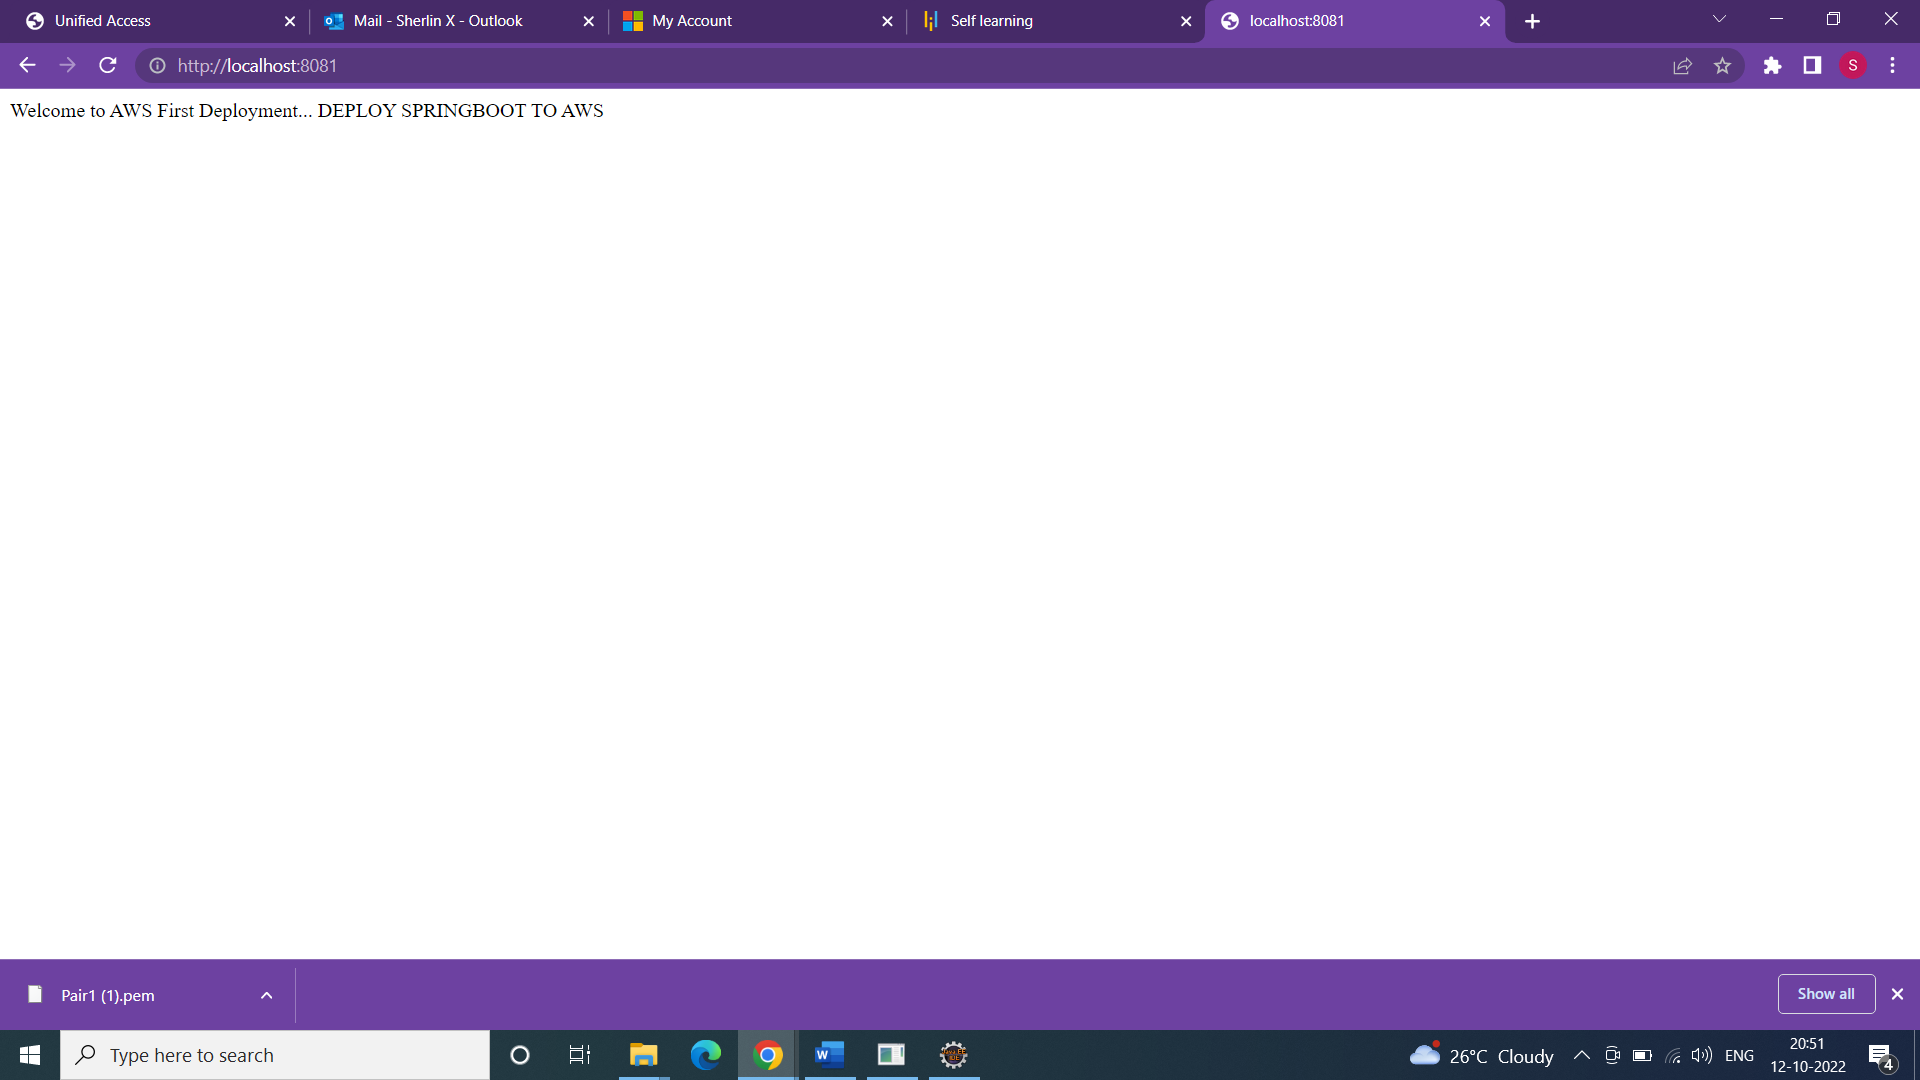 Unified Access
Mail - Sherlin X - Outlook
My Account
Self learning
localhost:8081
http://localhost:8081
S
Welcome to AWS First Deployment... DEPLOY SPRINGBOOT TO AWS
Pair1 (1).pem
Show all
Type here to search
26°C Cloudy
ENG
20:51
12-10-2022
4